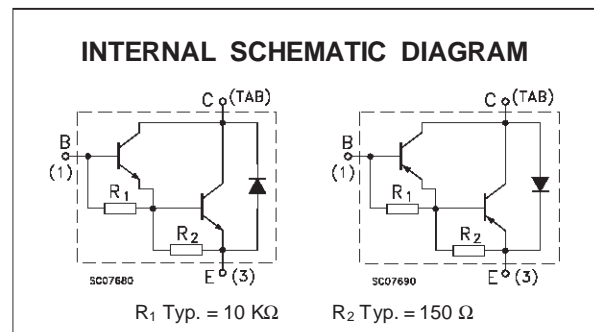 INTERNAL SCHEMATIC DIAGRAM
C (TAB)
B
(1)
R1
R2
E (3)
SC07680
C (TAB)
B
(1)
R1
R2
E (3)
SC07690
R1 Typ. = 10 KΩ R2 Typ. = 150 Ω